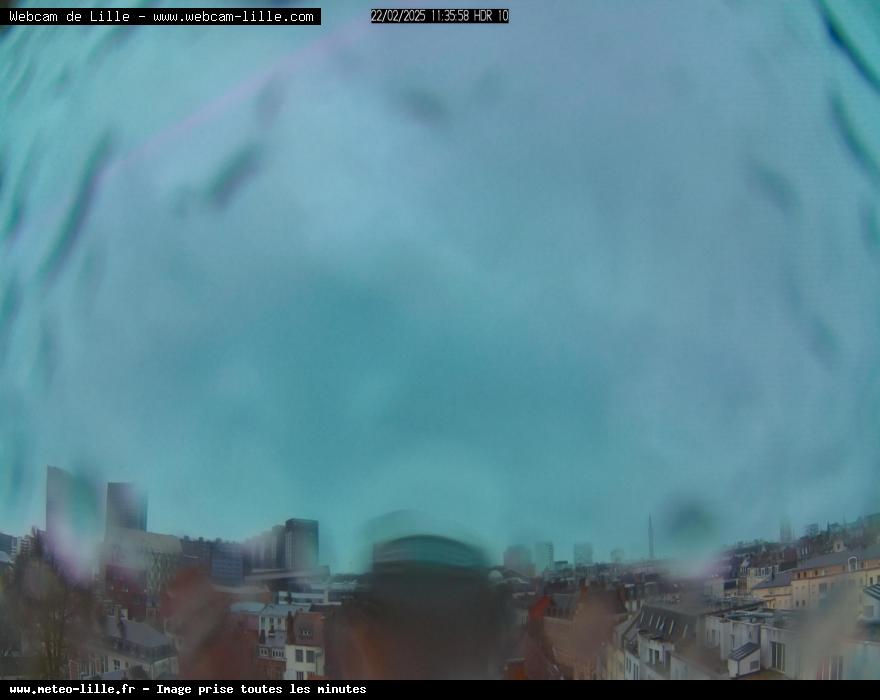 Webcam de Lille - www.webcam-lille.com
22/02/2025 11:35:58 HDR 10
www.meteo-lille.fr - Image prise toutes les minutes